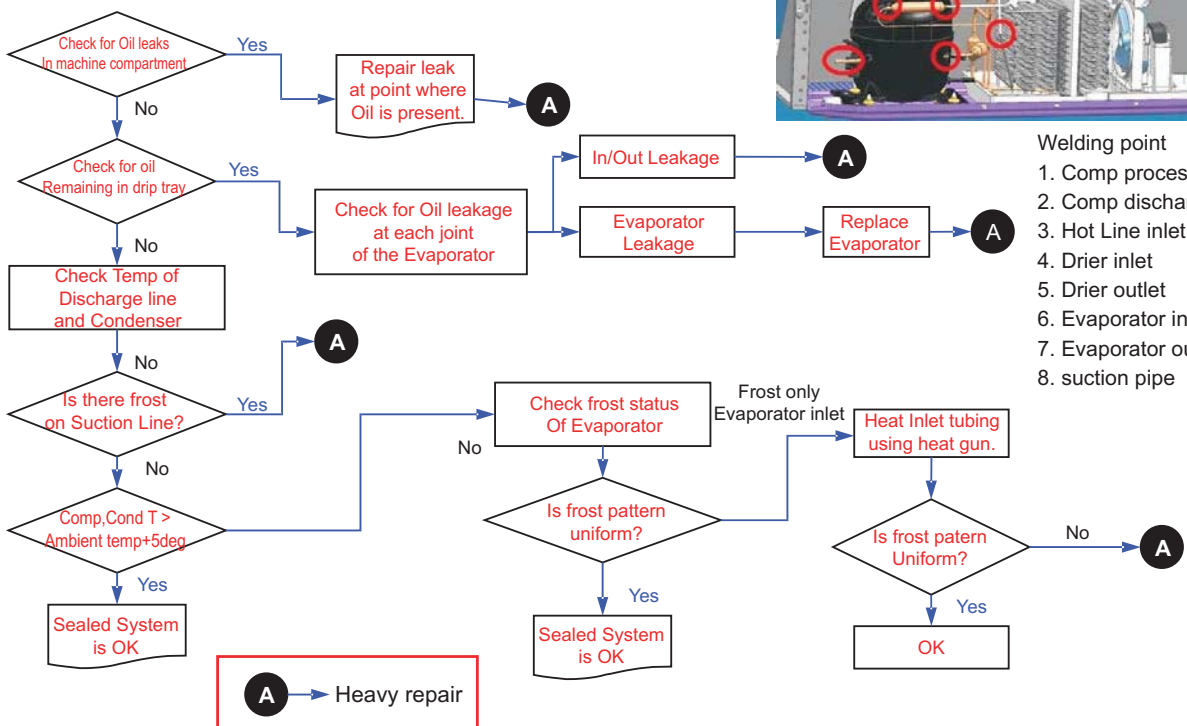 Check for Oil leaks
In machine compartment
Yes
Repair leak
at point where
Oil is present.
A
No
Check for oil
Remaining in drip tray
Yes
Check for Oil leakage
at each joint
of the Evaporator
In/Out Leakage
A
Evaporator
Leakage
Replace
Evaporator
A
Welding point
1. Comp
2. Comp
3. Hot Line inlet
4. Drier inlet
5. Drier outlet
6. Evaporator
7. Evaporator
8. suction pipe
No
Check Temp of
Discharge line
and Condenser
No
A
Is there frost
on Suction Line?
Yes
No
Comp,Cond T >
Ambient temp+5deg
Yes
Sealed System
is OK
Check frost status
Of Evaporator
No
Frost only
Evaporator inlet
Heat Inlet tubing
using heat gun.
Is frost pattern
uniform?
Yes
Sealed System
is OK
Is frost patern
Uniform?
No
A
Yes
OK
A
Heavy repair